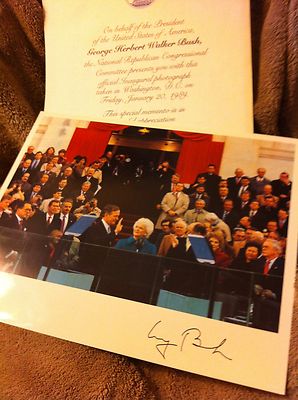 On behalf of the President
of the United States of America,
George Herbert Walker Bush,
the National Republican Congressional
Committee presents you with this
official Inaugural photograph
taken in Washington, D.C. on
Friday, January 20, 1989.
This special memento is in
Appreciation
Bush